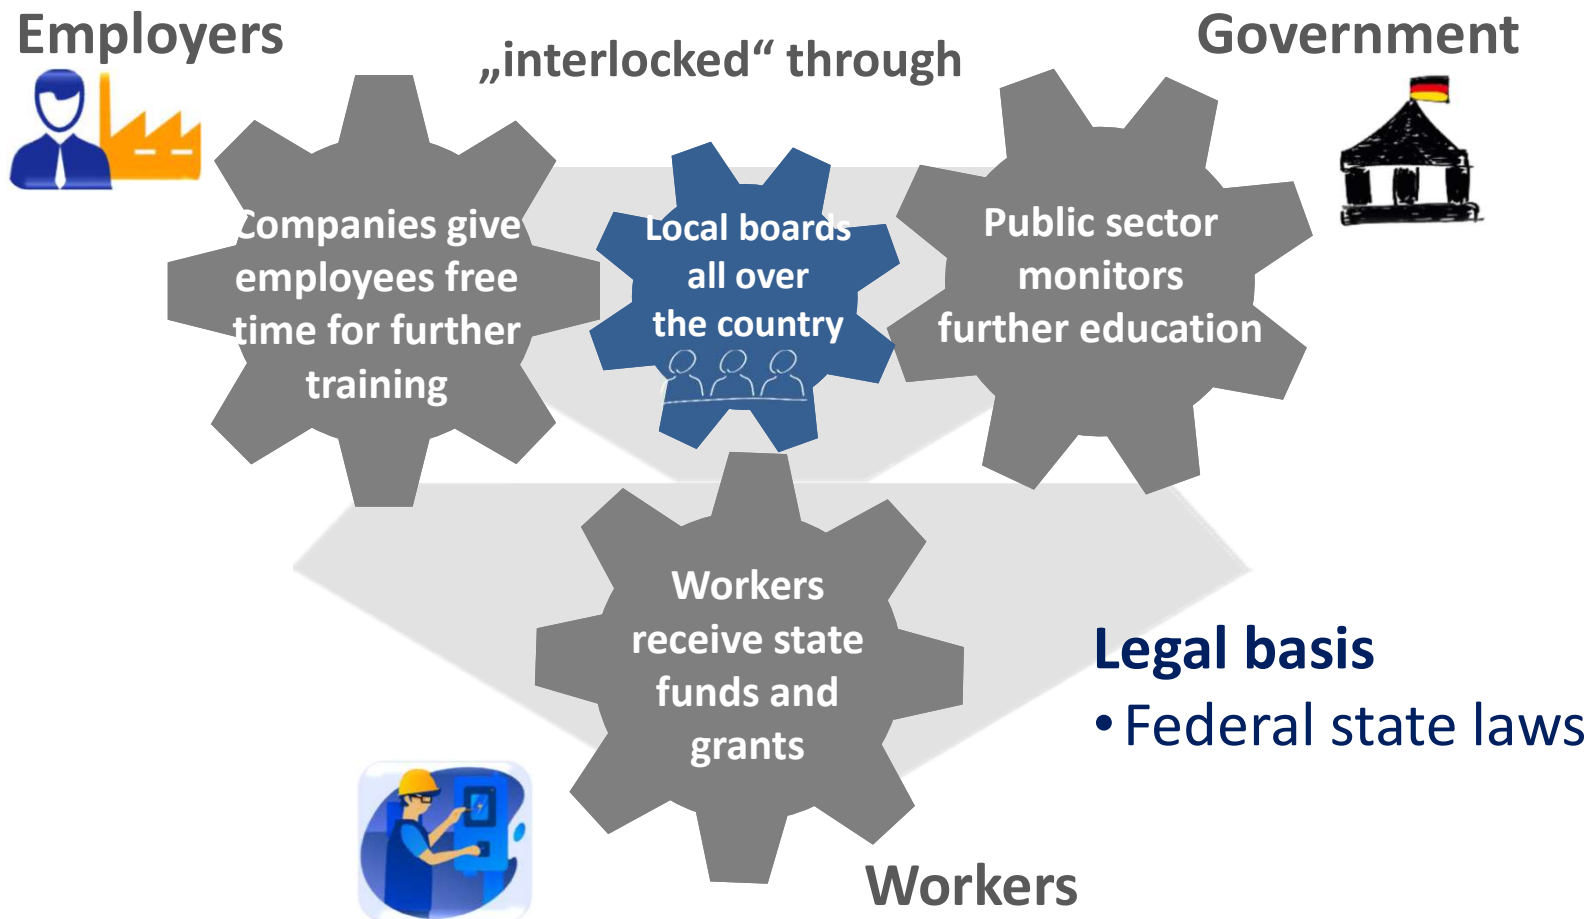 Employers
„interlocked“ through
Government
Companies give
employees free
time for further
training
Local boards
all over
the country
Public sector
monitors
further education
Workers
receive state
funds and
grants
Legal basis
• Federal state laws
Workers